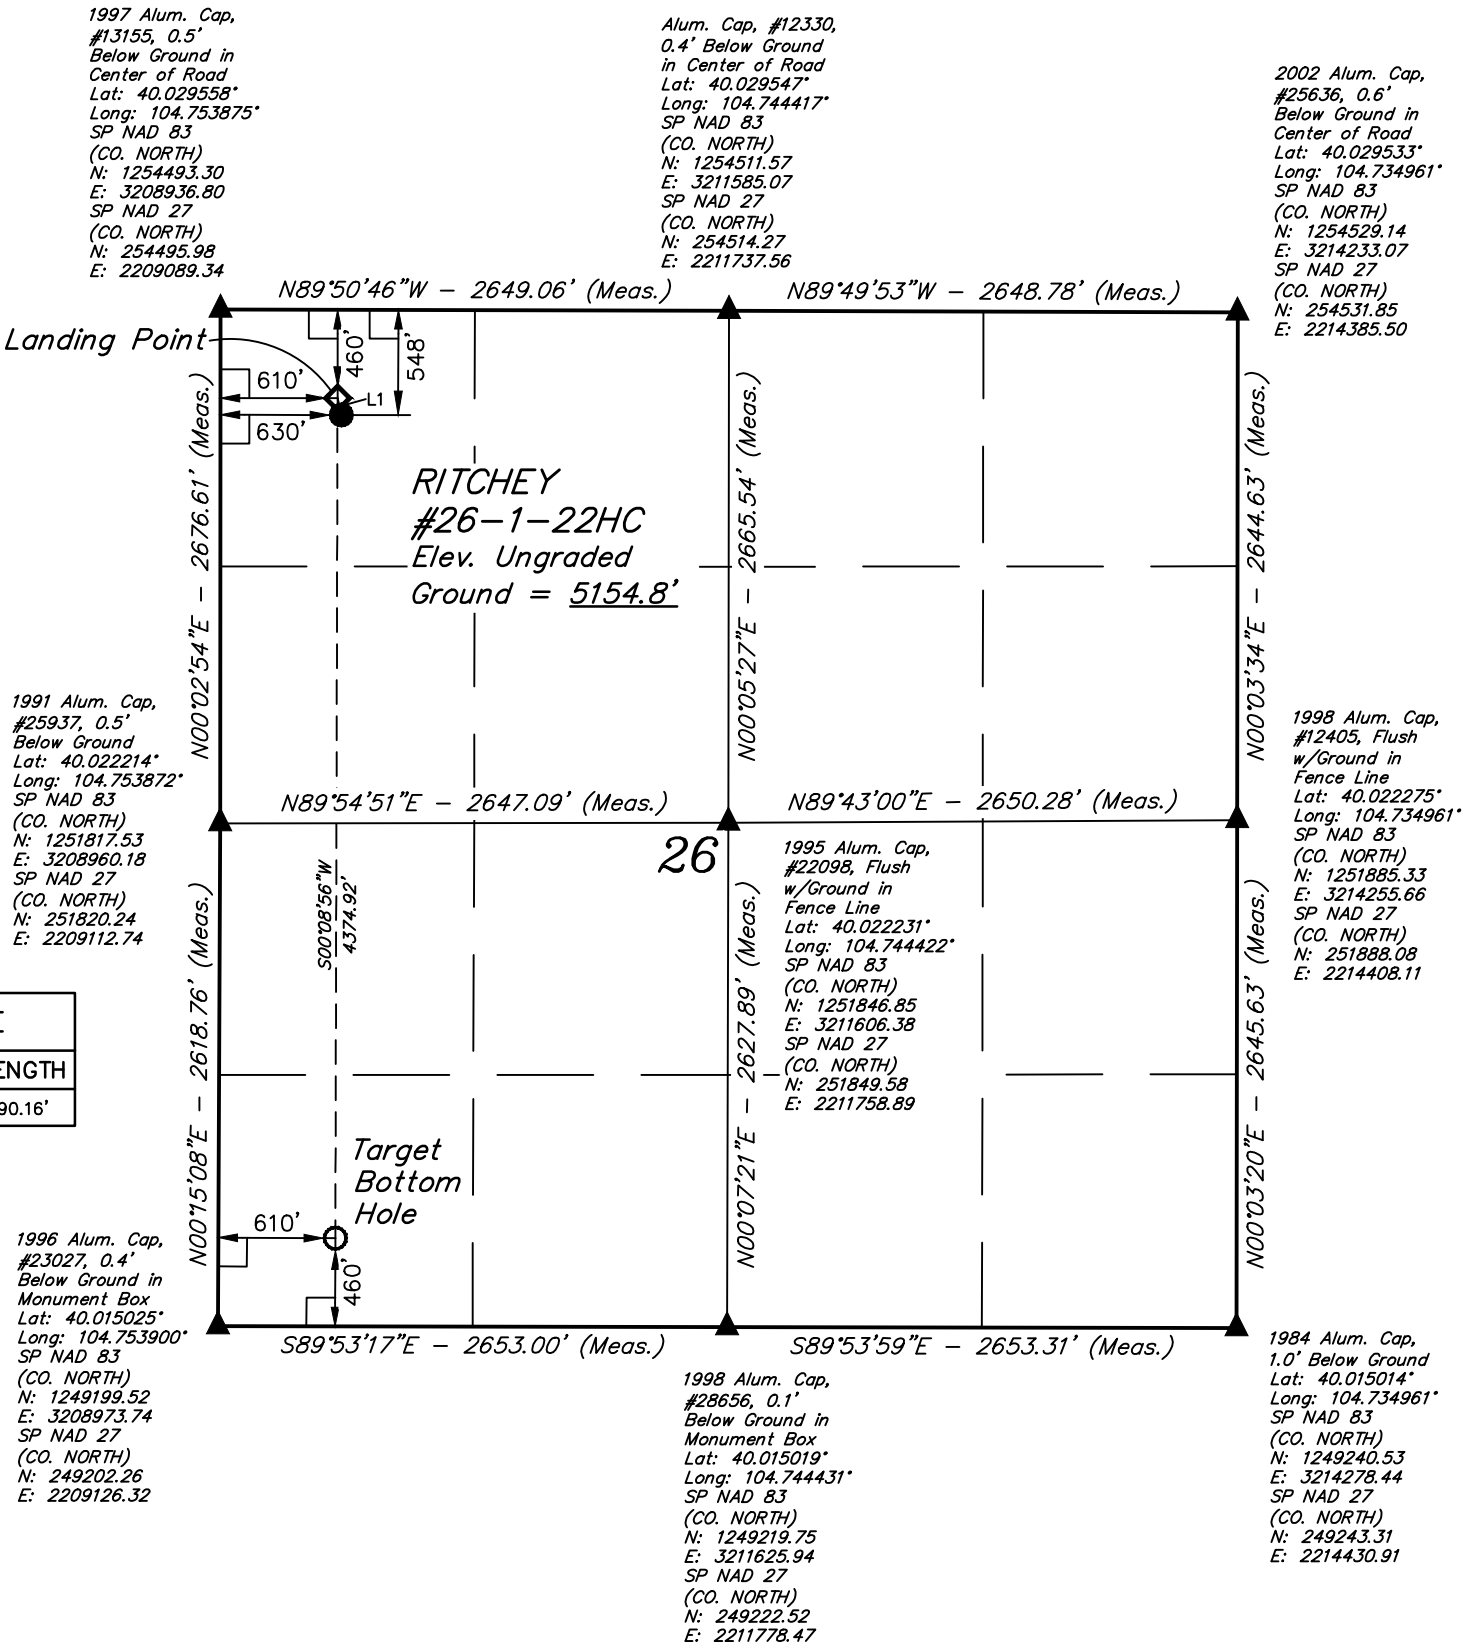 1997 Alum. Cap,
#13155, 0.5'
Below Ground in
Center of Road
Lat: 40.029558°
Long: 104.753875°
SP NAD 83
(CO. NORTH)
N: 1254493.30
E: 3208936.80
SP NAD 27
(CO. NORTH)
N: 254495.98
E: 2209089.34
Alum. Cap, #12330,
0.4' Below Ground
in Center of Road
Lat: 40.029547°
Long: 104.744417°
SP NAD 83
(CO. NORTH)
N: 1254511.57
E: 3211585.07
SP NAD 27
(CO. NORTH)
N: 254514.27
E: 2211737.56
2002 Alum. Cap,
#25636, 0.6'
Below Ground in
Center of Road
Lat: 40.029533°
Long: 104.734961°
SP NAD 83
(CO. NORTH)
N: 1254529.14
E: 3214233.07
SP NAD 27
(CO. NORTH)
N: 254531.85
E: 2214385.50
N89°50'46"W - 2649.06' (Meas.)
N89°49'53"W - 2648.78' (Meas.)
Landing Point
460'
548'
610'
L1
630'
N00°02'54"E - 2676.61' (Meas.)
N00°05'27"E - 2665.54' (Meas.)
N00°03'34"E - 2644.63' (Meas.)
RITCHEY
#26-1-22HC
Elev. Ungraded
Ground = 5154.8'
1991 Alum. Cap,
#25937, 0.5'
Below Ground
Lat: 40.022214°
Long: 104.753872°
SP NAD 83
(CO. NORTH)
N: 1251817.53
E: 3208960.18
SP NAD 27
(CO. NORTH)
N: 251820.24
E: 2209112.74
N89°54'51"E - 2647.09' (Meas.)
N89°43'00"E - 2650.28' (Meas.)
26
1995 Alum. Cap,
#22098, Flush
w/Ground in
Fence Line
Lat: 40.022231°
Long: 104.744422°
SP NAD 83
(CO. NORTH)
N: 1251846.85
E: 3211606.38
SP NAD 27
(CO. NORTH)
N: 251849.58
E: 2211758.89
1998 Alum. Cap,
#12405, Flush
w/Ground in
Fence Line
Lat: 40.022275°
Long: 104.734961°
SP NAD 83
(CO. NORTH)
N: 1251885.33
E: 3214255.66
SP NAD 27
(CO. NORTH)
N: 251888.08
E: 2214408.11
S00°08'56"W
4374.92'
ENGTH
90.16'
N00°15'08"E - 2618.76' (Meas.)
N00°07'21"E - 2627.89' (Meas.)
N00°03'20"E - 2645.63' (Meas.)
Target
Bottom
Hole
610'
460'
1996 Alum. Cap,
#23027, 0.4'
Below Ground in
Monument Box
Lat: 40.015025°
Long: 104.753900°
SP NAD 83
(CO. NORTH)
N: 1249199.52
E: 3208973.74
SP NAD 27
(CO. NORTH)
N: 249202.26
E: 2209126.32
S89°53'17"E - 2653.00' (Meas.)
S89°53'59"E - 2653.31' (Meas.)
1998 Alum. Cap,
#28656, 0.1'
Below Ground in
Monument Box
Lat: 40.015019°
Long: 104.744431°
SP NAD 83
(CO. NORTH)
N: 1249219.75
E: 3211625.94
SP NAD 27
(CO. NORTH)
N: 249222.52
E: 2211778.47
1984 Alum. Cap,
1.0' Below Ground
Lat: 40.015014°
Long: 104.734961°
SP NAD 83
(CO. NORTH)
N: 1249240.53
E: 3214278.44
SP NAD 27
(CO. NORTH)
N: 249243.31
E: 2214430.91